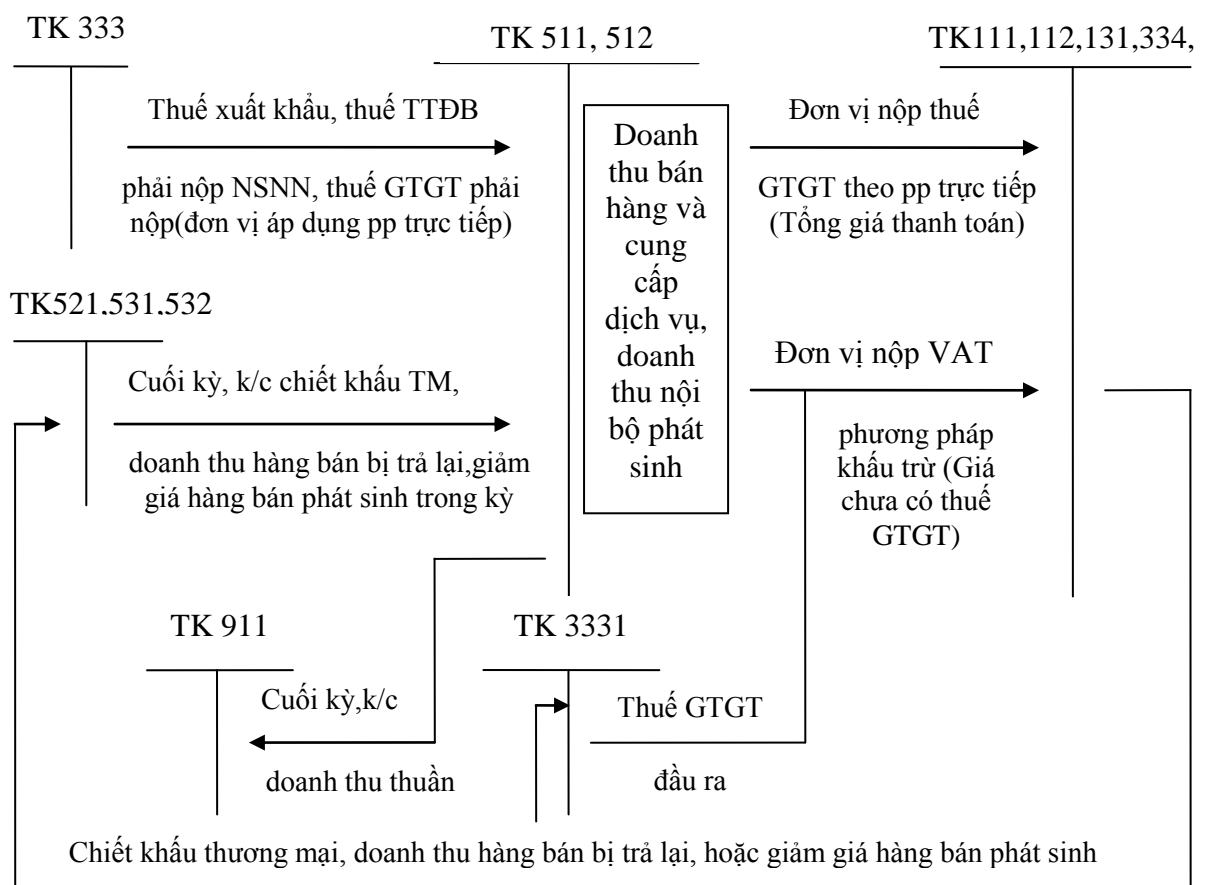 TK 333
TK 511, 512
TK111,112,131,334,
Thuế xuất khẩu, thuế TTĐB
phải nộp NSNN, thuế GTGT phải
nộp(đơn vị áp dụng pp trực tiếp)
Doanh
thu bán
hàng và
cung
cấp
dịch vụ,
doanh
thu nội
bộ phát
sinh
Đơn vị nộp thuế
GTGT theo pp trực tiếp
(Tổng giá thanh toán)
TK521,531,532
Cuối kỳ, k/c chiết khấu TM,
doanh thu hàng bán bị trả lại,giảm
giá hàng bán phát sinh trong kỳ
Đơn vị nộp VAT
phương pháp
khấu trừ (Giá
chưa có thuế
GTGT)
TK 911
Cuối kỳ,k/c
doanh thu thuần
TK 3331
Thuế GTGT
đầu ra
Chiết khấu thương mại, doanh thu hàng bán bị trả lại, hoặc giảm giá hàng bán phát sinh